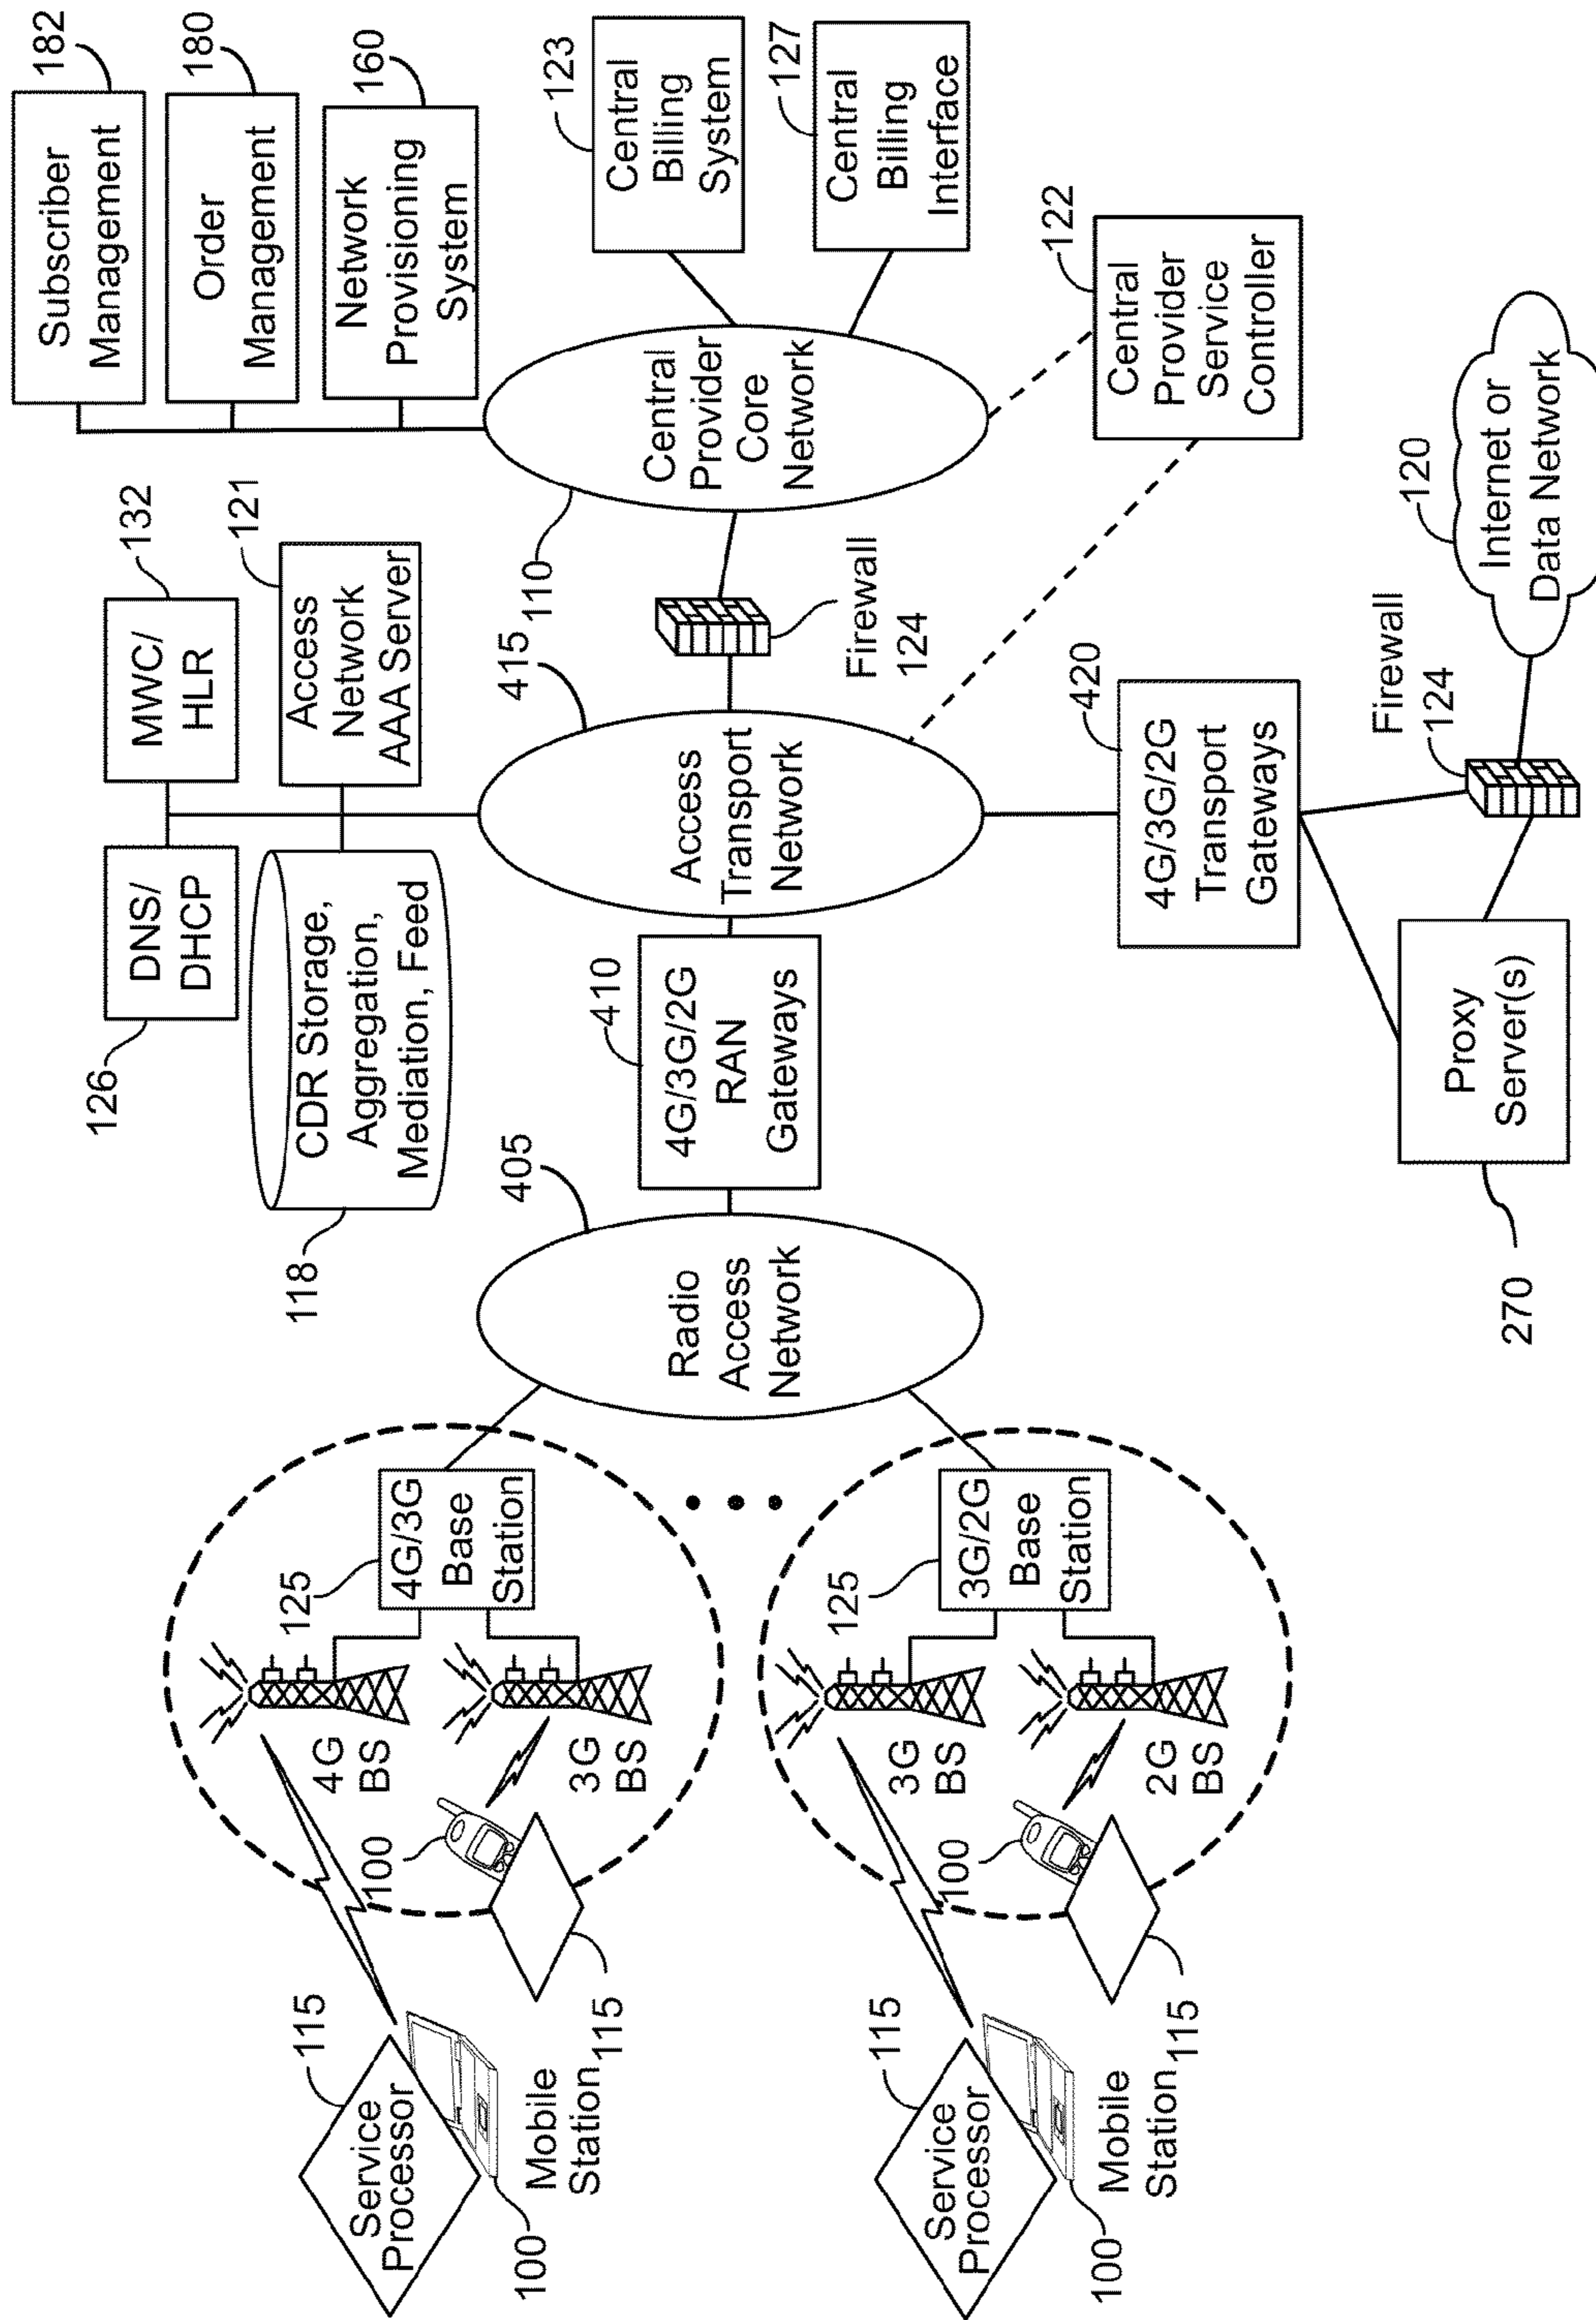 Subscriber
Management
182
Order
Management
180
Network
Provisioning
System
160
Central
Billing
System
123
Central
Billing
Interface
127
Central
Provider
Core
Network
110
Central
Provider
Service
Controller
122
DNS/
DHCP
126
MWC/
HLR
132
CDR Storage,
Aggregation,
Mediation, Feed
118
Access
Network
AAA Server
121
Access
Transport
Network
415
Firewall
124
4G/3G/2G
RAN
Gateways
410
Radio
Access
Network
405
4G/3G/2G
Transport
Gateways
420
Firewall
124
Internet or
Data Network
120
Proxy
Server(s)
270
4G/3G
Base
Station
125
4G
BS
3G
BS
100
115
Service
Processor
115
Mobile
Station
100
3G/2G
Base
Station
125
3G
BS
2G
BS
100
115
Service
Processor
115
Mobile
Station
100